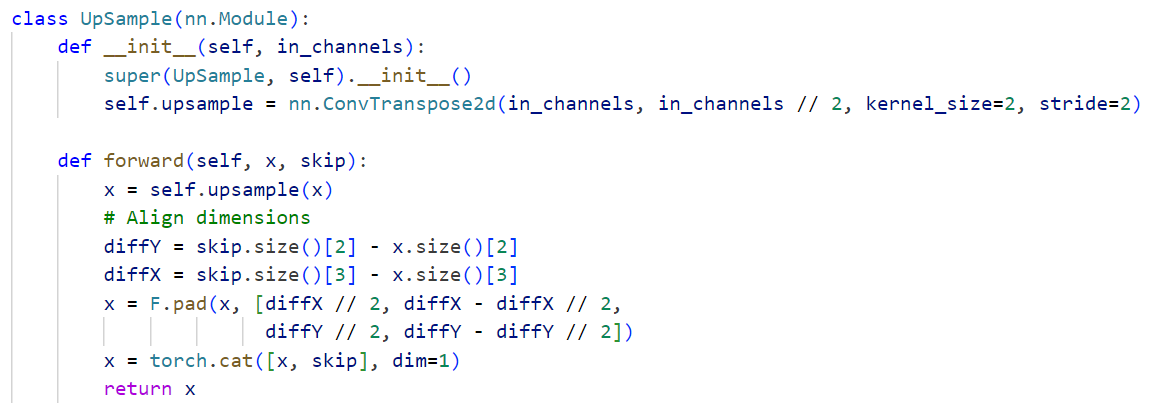 class UpSample(nn.Module):
    def __init__(self, in_channels):
        super(UpSample, self).__init__()
        self.upsample = nn.ConvTranspose2d(in_channels, in_channels // 2, kernel_size=2, stride=2)

    def forward(self, x, skip):
        x = self.upsample(x)
        # Align dimensions
        diffY = skip.size()[2] - x.size()[2]
        diffX = skip.size()[3] - x.size()[3]
        x = F.pad(x, [diffX // 2, diffX - diffX // 2,
                      diffY // 2, diffY - diffY // 2])
        x = torch.cat([x, skip], dim=1)
        return x